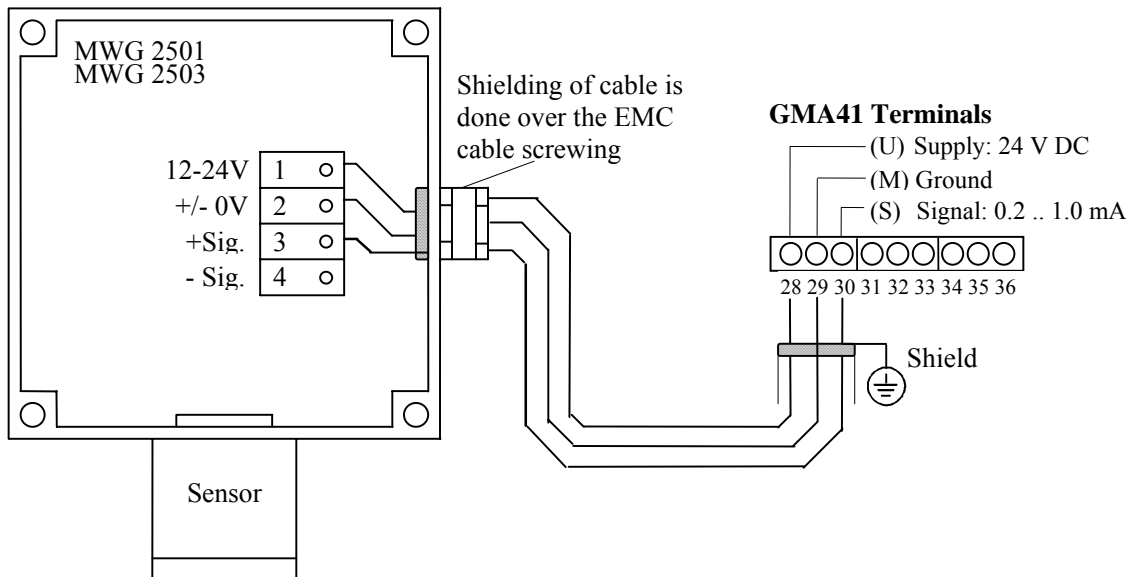 MWG 2501
MWG 2503
Shielding of cable is
done over the EMC
cable screwing
12-24V 1
+/- 0V 2
+Sig. 3
- Sig. 4
Sensor
GMA41 Terminals
(U) Supply: 24 V DC
(M) Ground
(S) Signal: 0.2 .. 1.0 mA
28 29 30 31 32 33 34 35 36
Shield